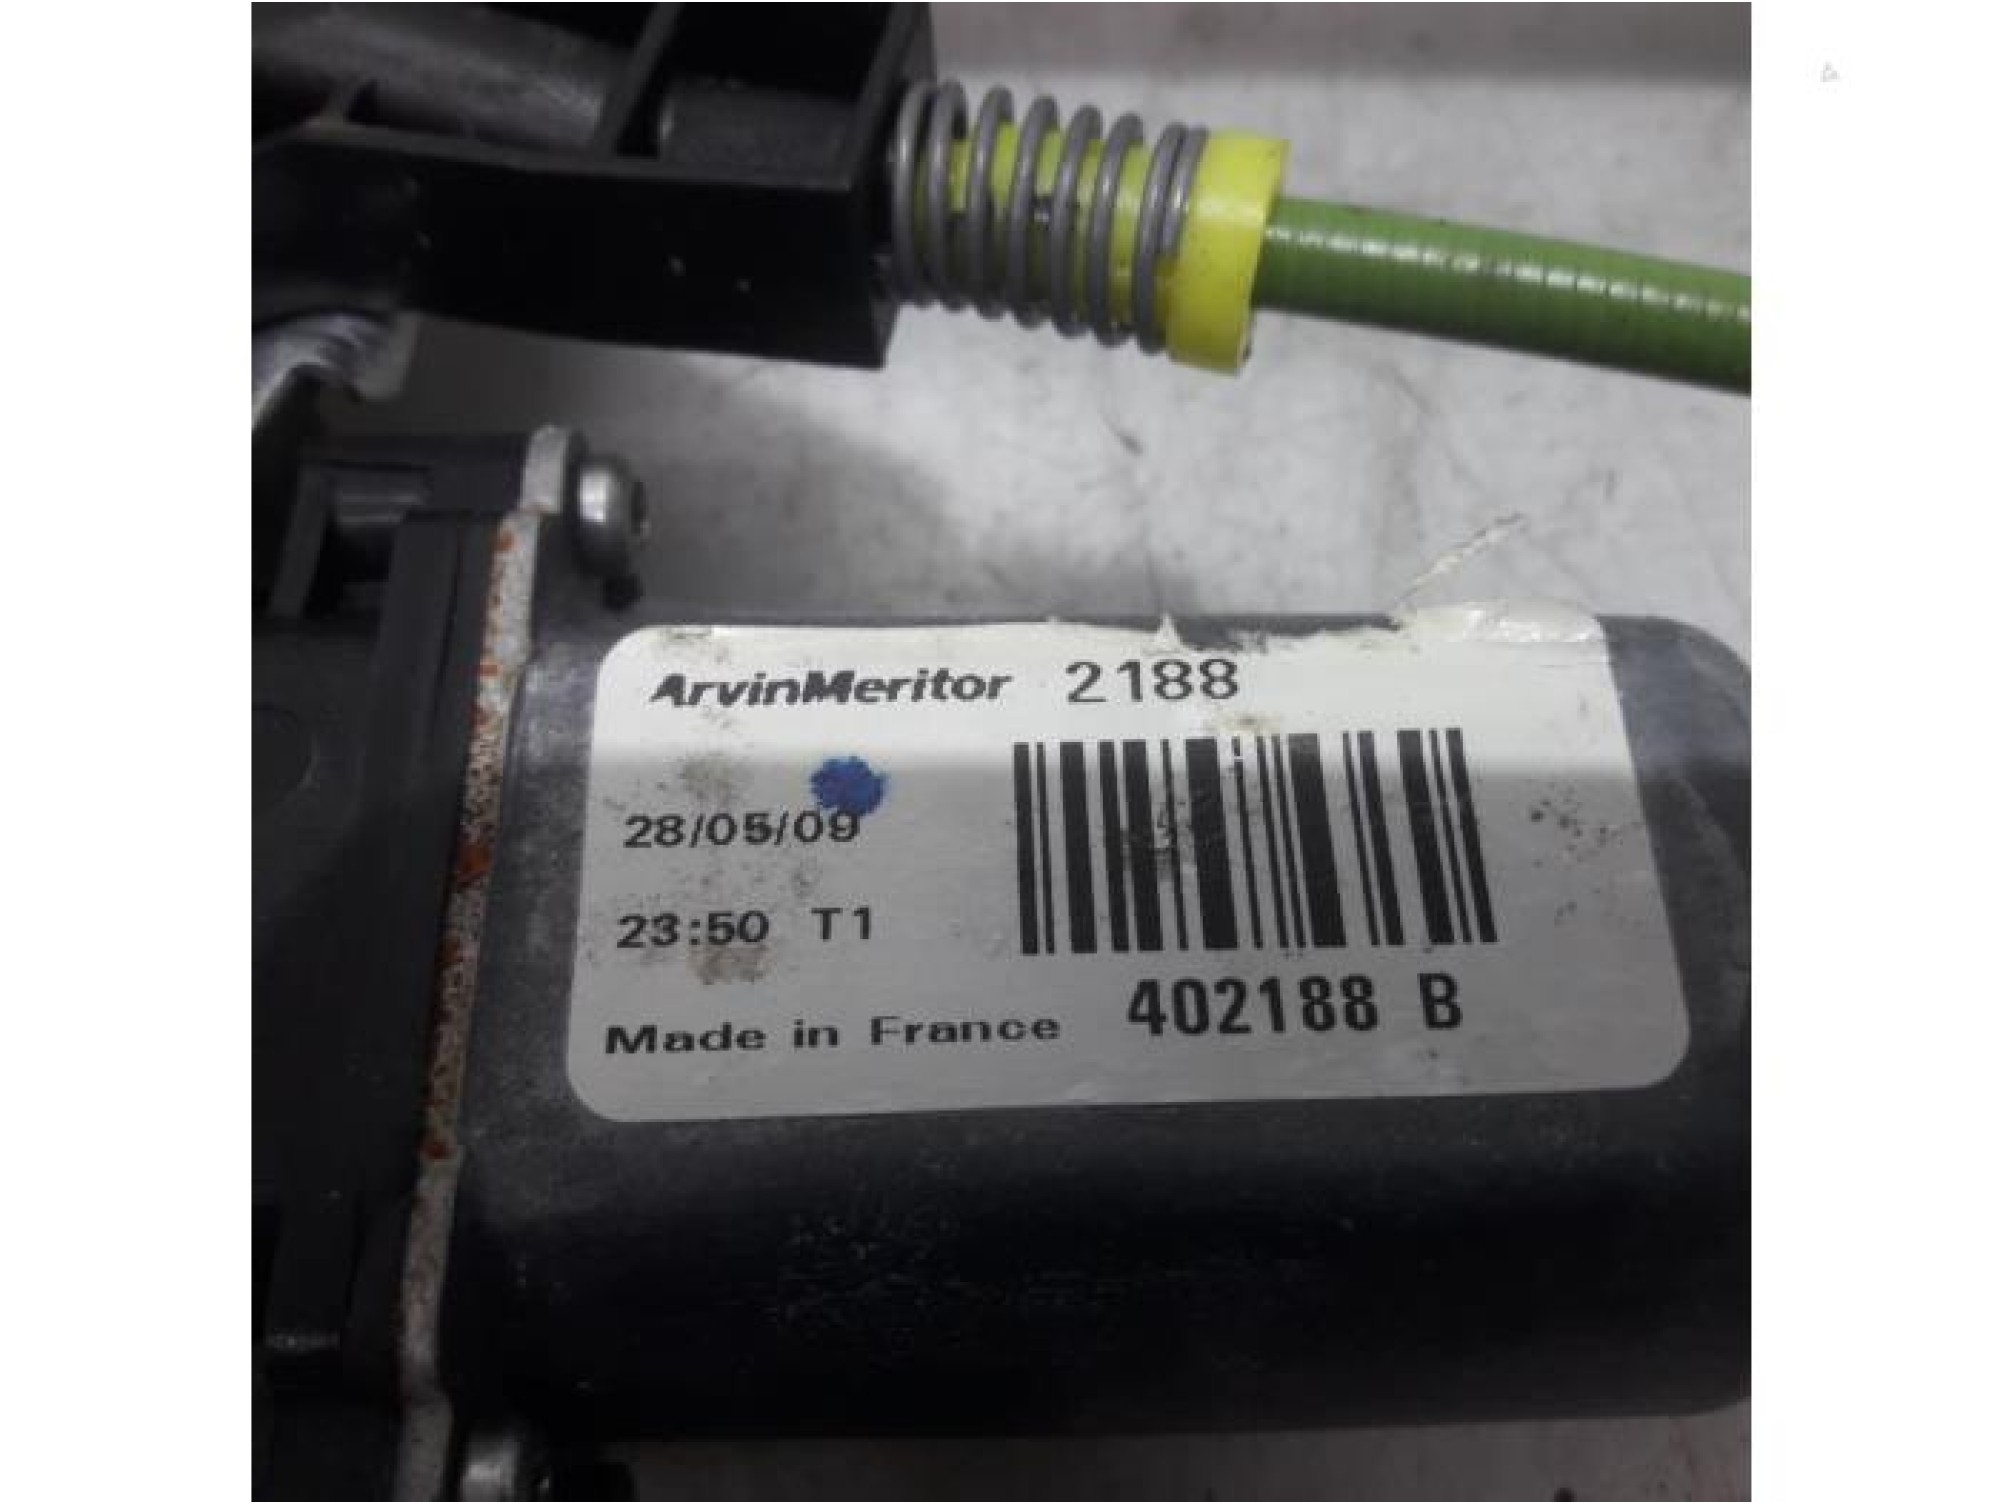 ArvinMeritor 2188
28/05/09
23:50 T1
Made in France 402188 B